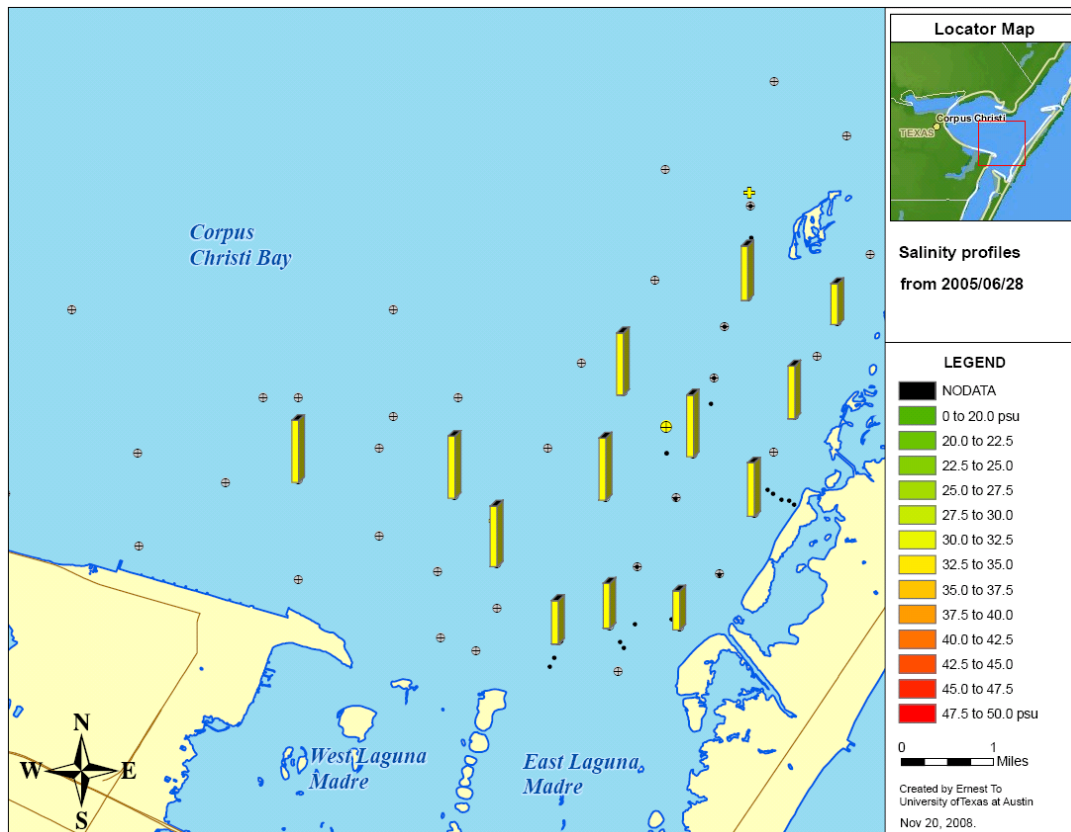 Locator Map
Corpus Christi
TEXAS
Corpus
Christi Bay
Salinity profiles
from 2005/06/28
LEGEND
NODATA
0 to 20.0 psu
20.0 to 22.5
22.5 to 25.0
25.0 to 27.5
27.5 to 30.0
30.0 to 32.5
32.5 to 35.0
35.0 to 37.5
37.5 to 40.0
40.0 to 42.5
42.5 to 45.0
45.0 to 47.5
47.5 to 50.0 psu
N
W E
S
West Laguna
Madre
East Laguna
Madre
0 1
Miles
Created by Ernest To
University ofTexas at Austin
Nov 20, 2008.